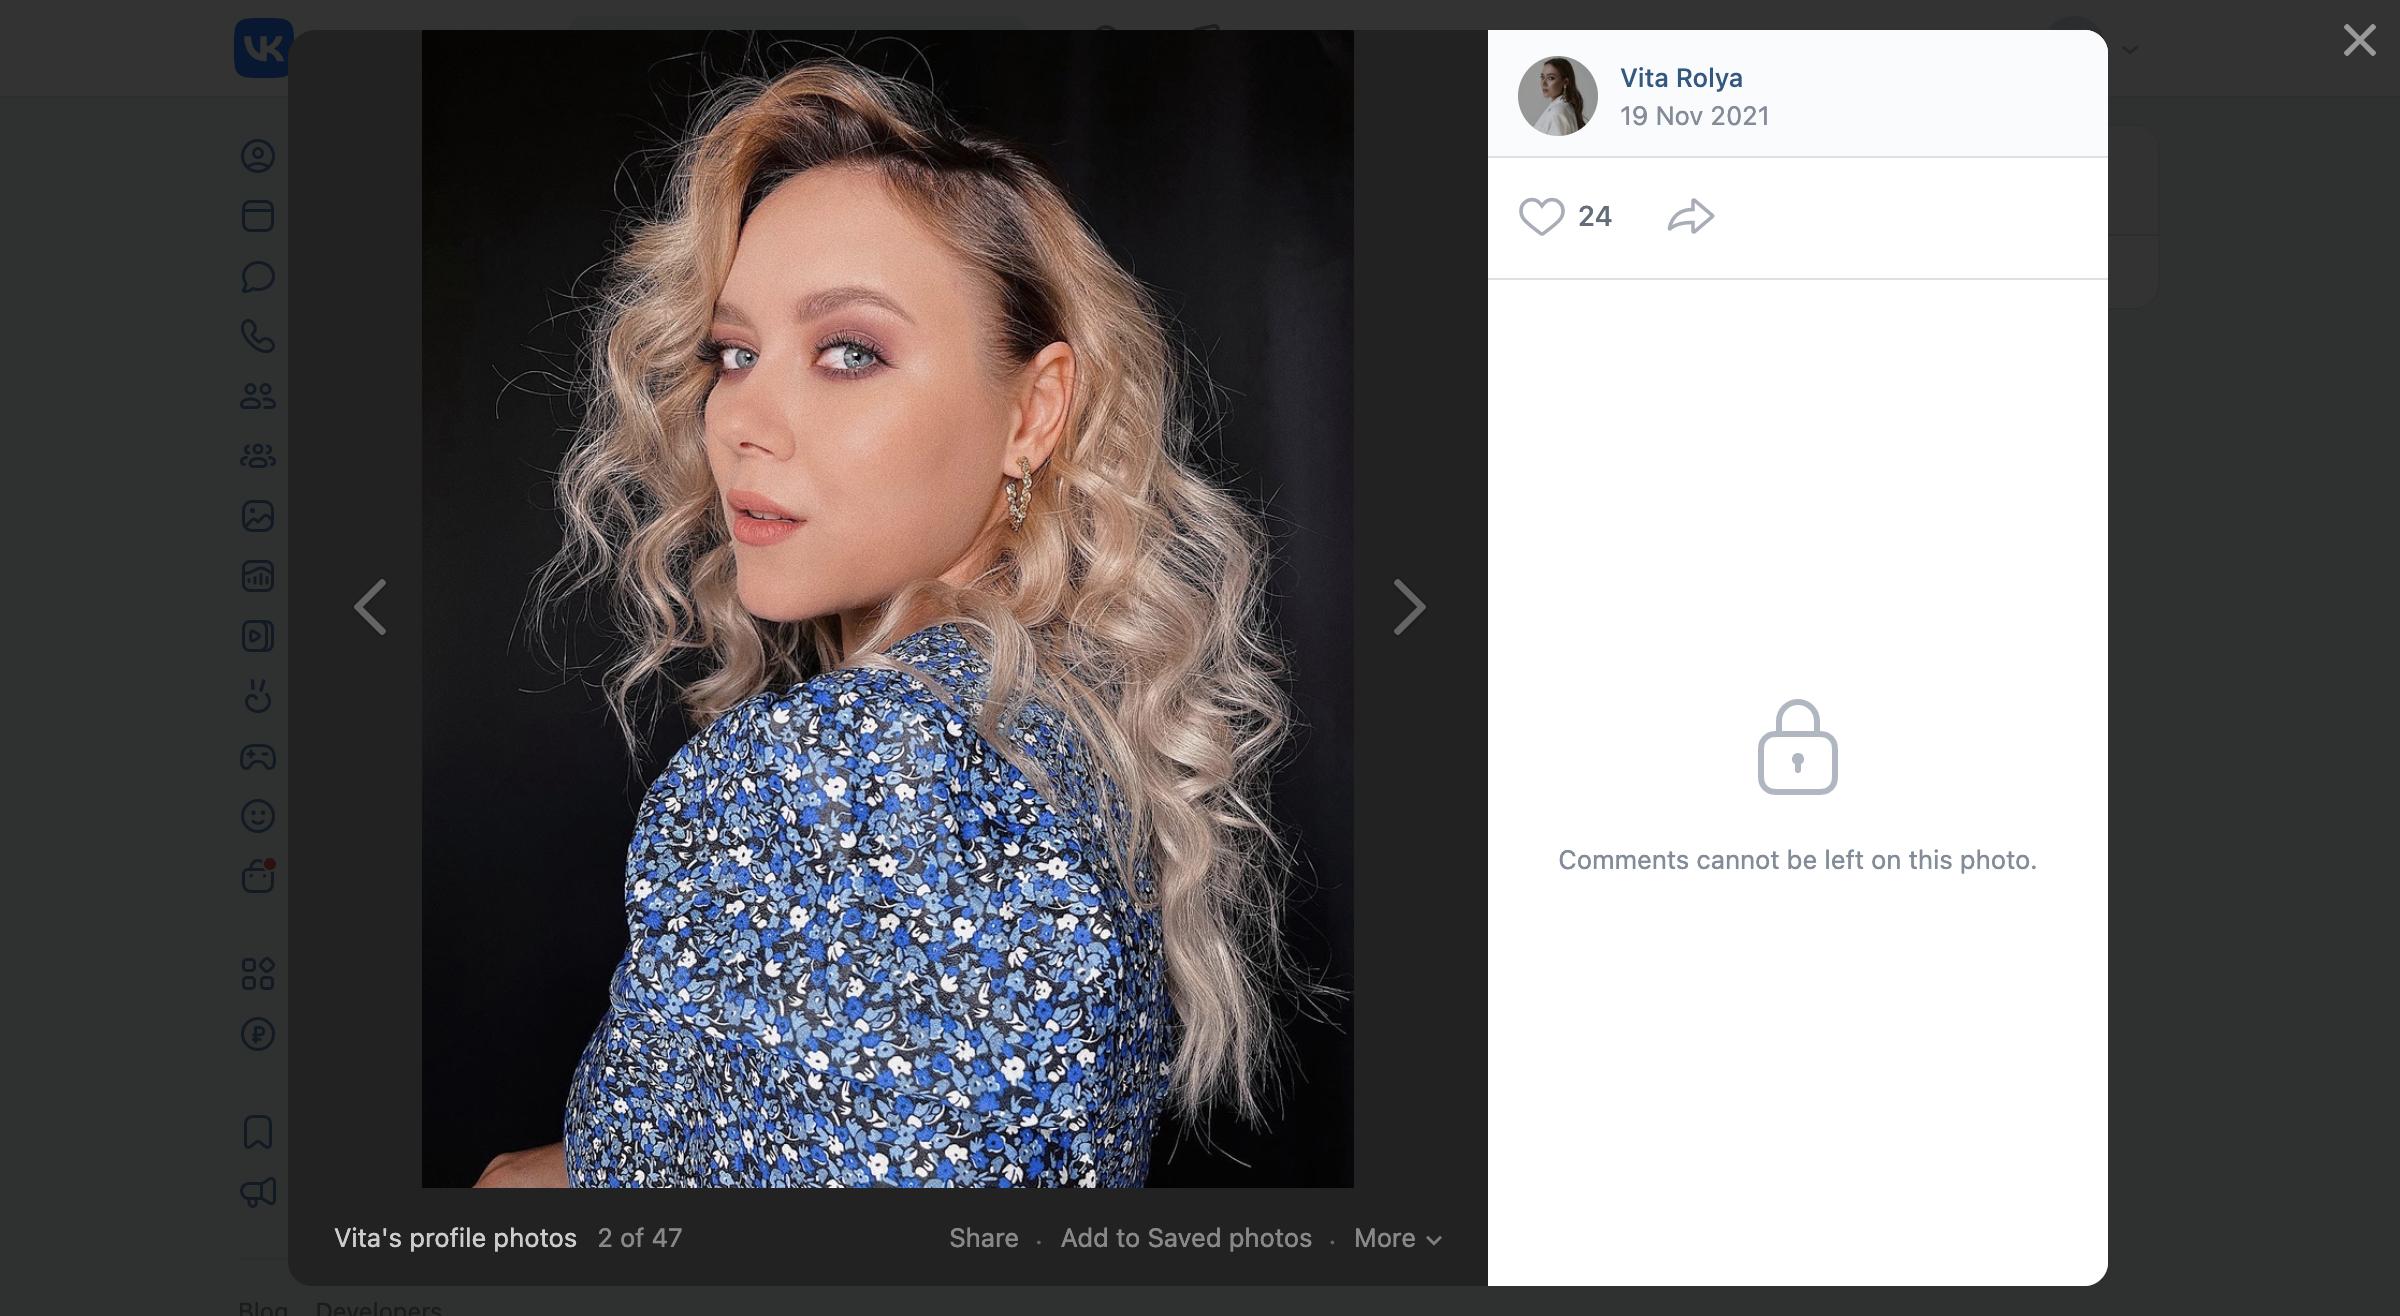 VK
Vita Rolya
19 Nov 2021
24
Comments cannot be left on this photo.
Vita's profile photos 2 of 47
Share · Add to Saved photos · More
Blog Developers